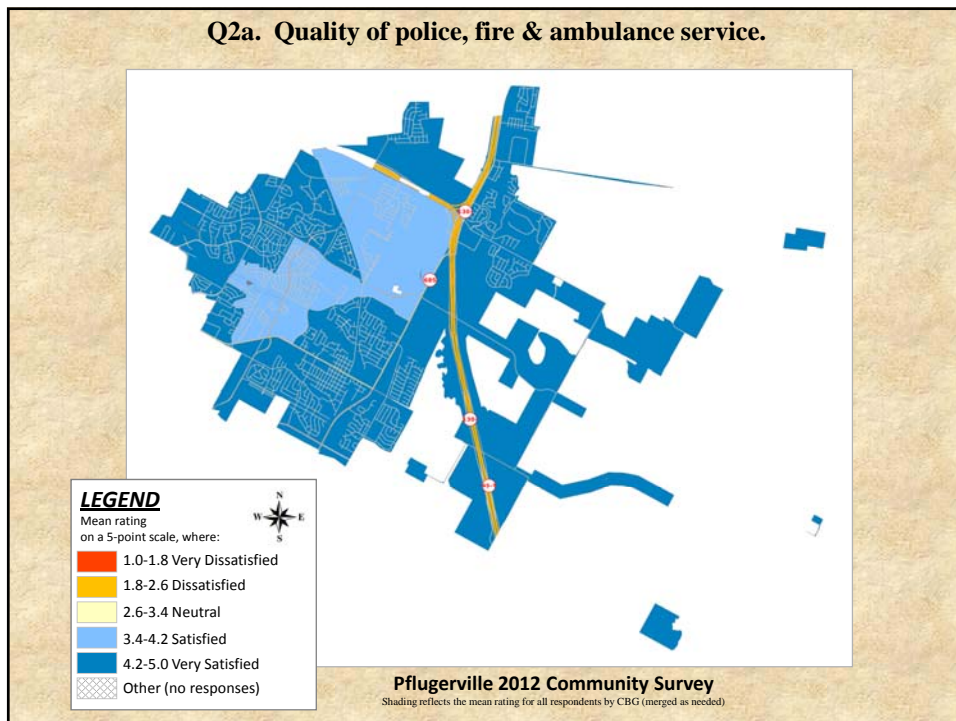 Q2a. Quality of police, fire & ambulance service.
685
LEGEND
N
W E
S
Mean rating
on a 5-point scale, where:
1.0-1.8 Very Dissatisfied
1.8-2.6 Dissatisfied
2.6-3.4 Neutral
3.4-4.2 Satisfied
4.2-5.0 Very Satisfied
Other (no responses)
Pflugerville 2012 Community Survey
Shading reflects the mean rating for all respondents by CBG (merged as needed)